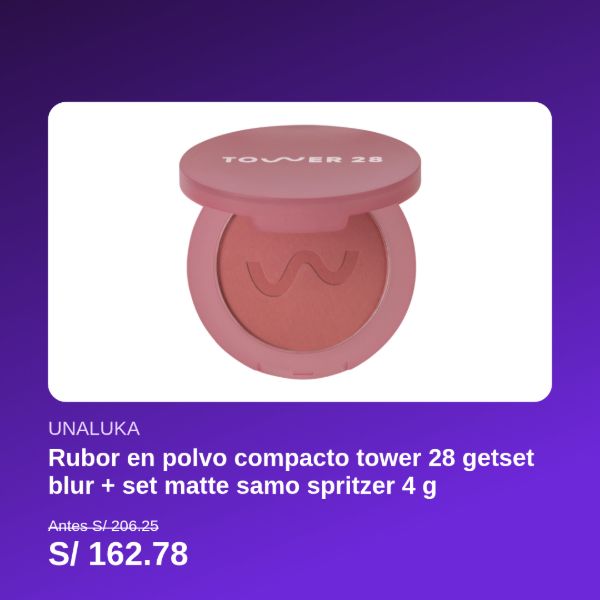 TOWER 28
UNALUKA
Rubor en polvo compacto tower 28 getset
blur + set matte samo spritzer 4 g
Antes S/ 206.25
S/ 162.78